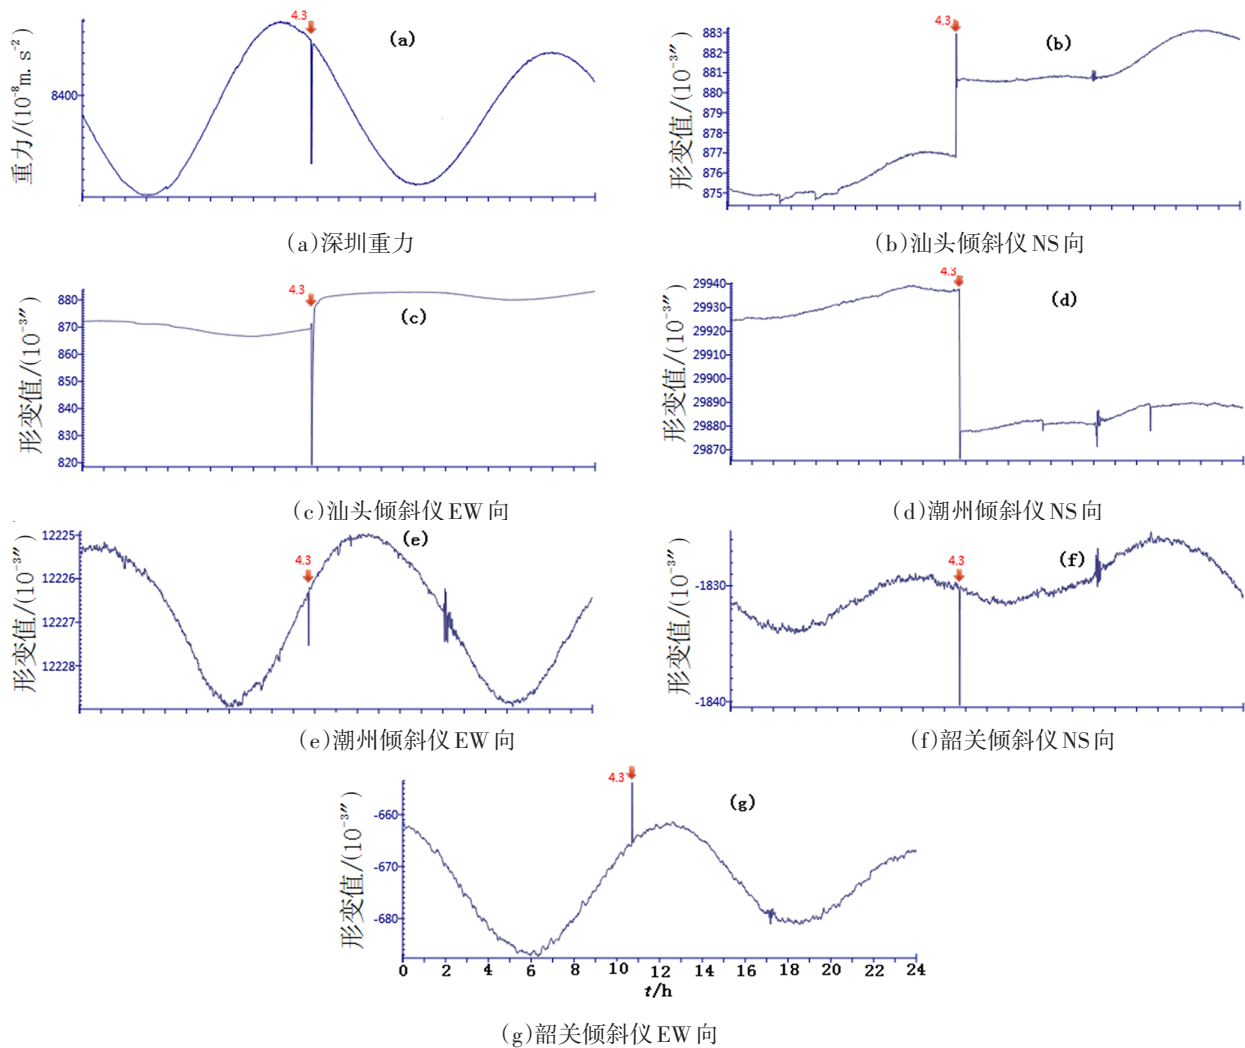 4.3
(a)
重力/(10⁻⁸m. s⁻²)
8400
(a)深圳重力
4.3
(b)
形变值/(10⁻³″)
883
882
881
880
879
878
877
876
875
(b)汕头倾斜仪NS向
4.3
(c)
形变值/(10⁻³″)
880
870
860
850
840
830
820
(c)汕头倾斜仪EW向
4.3
(d)
形变值/(10⁻³″)
29940
29930
29920
29910
29900
29890
29880
29870
(d)潮州倾斜仪NS向
4.3
(e)
形变值/(10⁻³″)
12225
12226
12227
12228
(e)潮州倾斜仪EW向
4.3
(f)
形变值/(10⁻³″)
-1830
-1840
(f)韶关倾斜仪NS向
4.3
(g)
形变值/(10⁻³″)
-660
-670
-680
0 2 4 6 8 10 12 14 16 18 20 22 24
t/h
(g)韶关倾斜仪EW向